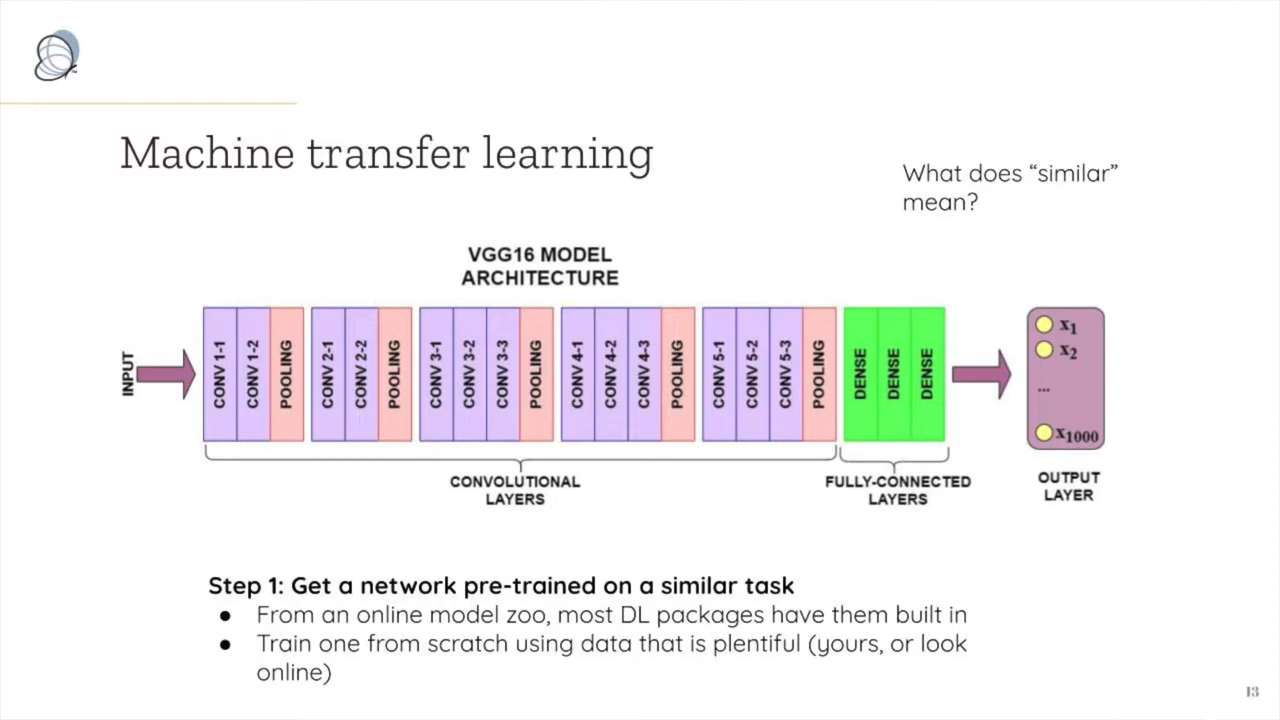 Machine transfer learning
What does “similar”
mean?
VGG16 MODEL
ARCHITECTURE
INPUT
CONV 1-1
CONV 1-2
POOLING
CONV 2-1
CONV 2-2
POOLING
CONV 3-1
CONV 3-2
CONV 3-3
POOLING
CONV 4-1
CONV 4-2
CONV 4-3
POOLING
CONV 5-1
CONV 5-2
CONV 5-3
POOLING
DENSE
DENSE
DENSE
x1
x2
...
x1000
CONVOLUTIONAL
LAYERS
FULLY-CONNECTED
LAYERS
OUTPUT
LAYER
Step 1: Get a network pre-trained on a similar task
● From an online model zoo, most DL packages have them built in
● Train one from scratch using data that is plentiful (yours, or look
online)
13